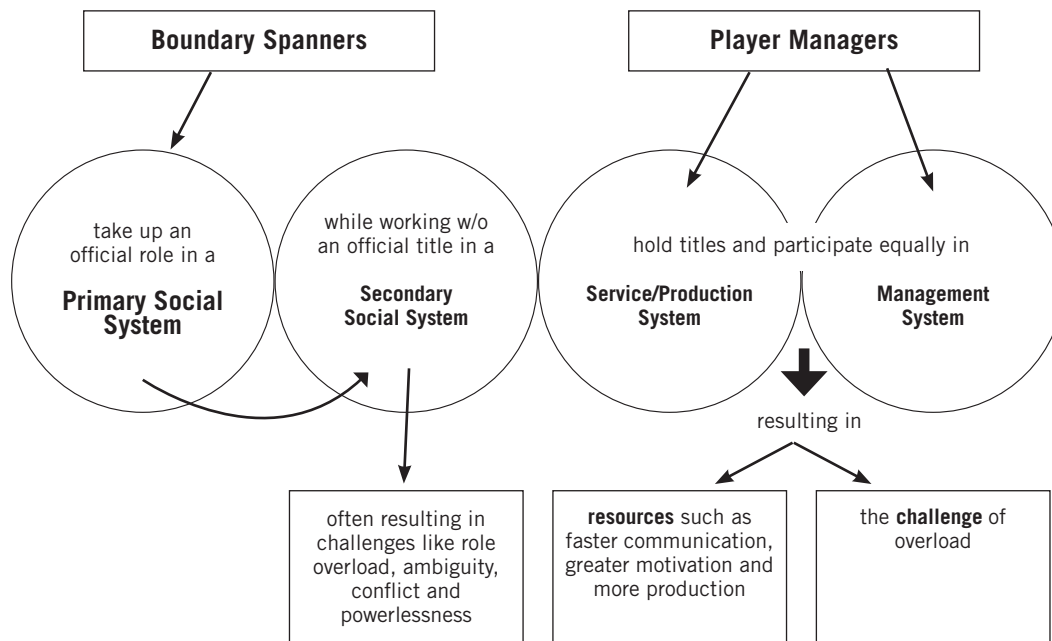 Boundary Spanners
Player Managers
take up an
official role in a
Primary Social
System
while working w/o
an official title in a
Secondary
Social System
hold titles and participate equally in
Service/Production
System
Management
System
resulting in
often resulting in
challenges like role
overload, ambiguity,
conflict and
powerlessness
resources such as
faster communication,
greater motivation and
more production
the challenge of
overload